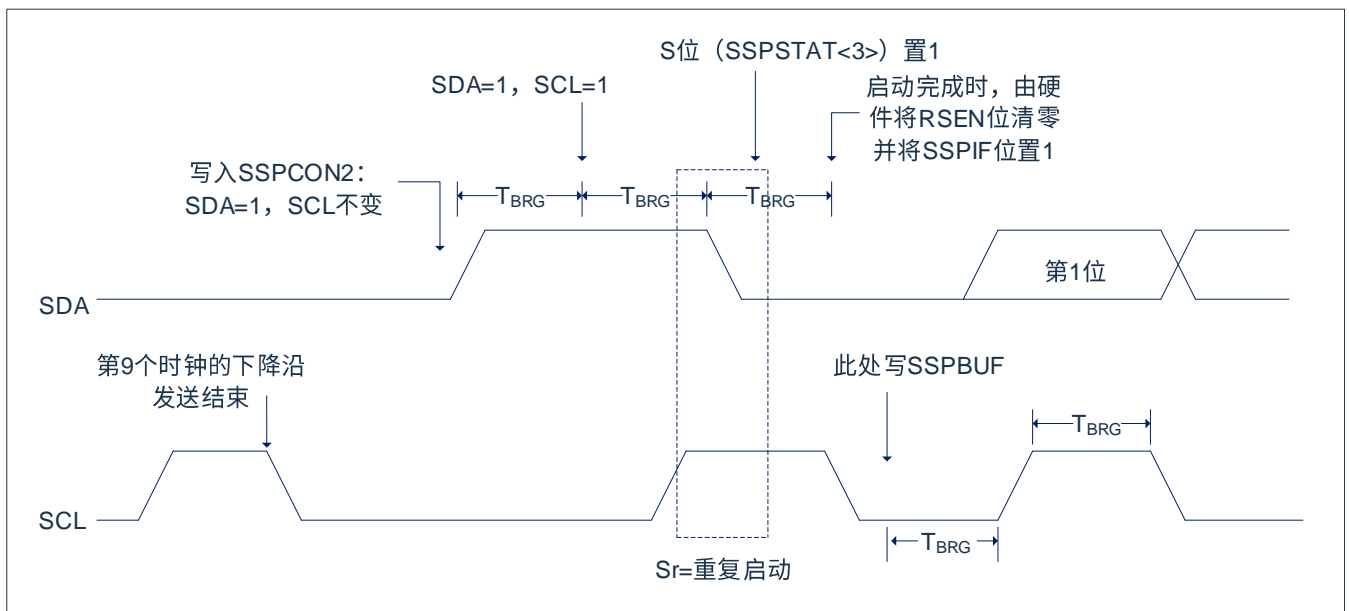 S位（SSPSTAT<3>）置1
SDA=1，SCL=1
启动完成时，由硬
件将RSEN位清零
并将SSPIF位置1
写入SSPCON2：
SDA=1，SCL不变
TBRG
TBRG
TBRG
第1位
SDA
第9个时钟的下降沿
发送结束
此处写SSPBUF
TBRG
SCL
TBRG
Sr=重复启动